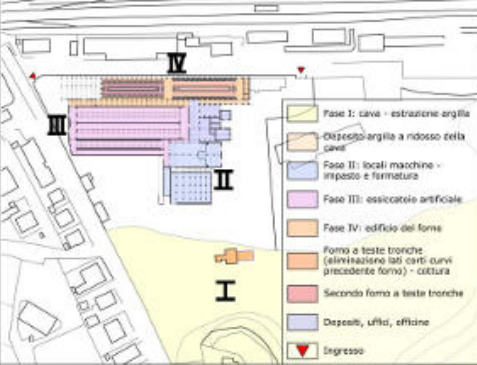 IV
III
II
I
Fase I: cava - estrazione argilla
Deposito argilla a ridosso della
cava
Fase II: locali macchine -
impasto e formatura
Fase III: essiccatoio artificiale
Fase IV: edificio del forno
Forno a teste tronche
(eliminazione lati corti curvi
precedente forno) - cottura
Secondo forno a teste tronche
Depositi, uffici, officine
Ingresso